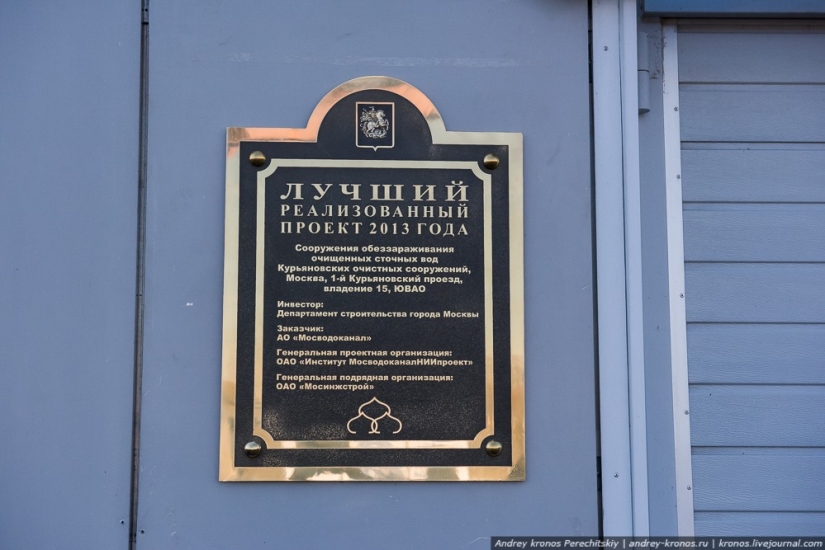 ЛУЧШИЙ
РЕАЛИЗОВАННЫЙ
ПРОЕКТ 2013 ГОДА
Сооружения обеззараживания
очищенных сточных вод
Курьяновских очистных сооружений,
Москва, 1-й Курьяновский проезд,
владение 15, ЮВАО
Инвестор:
Департамент строительства города Москвы
Заказчик:
АО «Мосводоканал»
Генеральная проектная организация:
ОАО «Институт МосводоканалНИИпроект»
Генеральная подрядная организация:
ОАО «Мосинжстрой»
Andrey kronos Perechitskiy | andrey-kronos.ru | kronos.livejournal.com